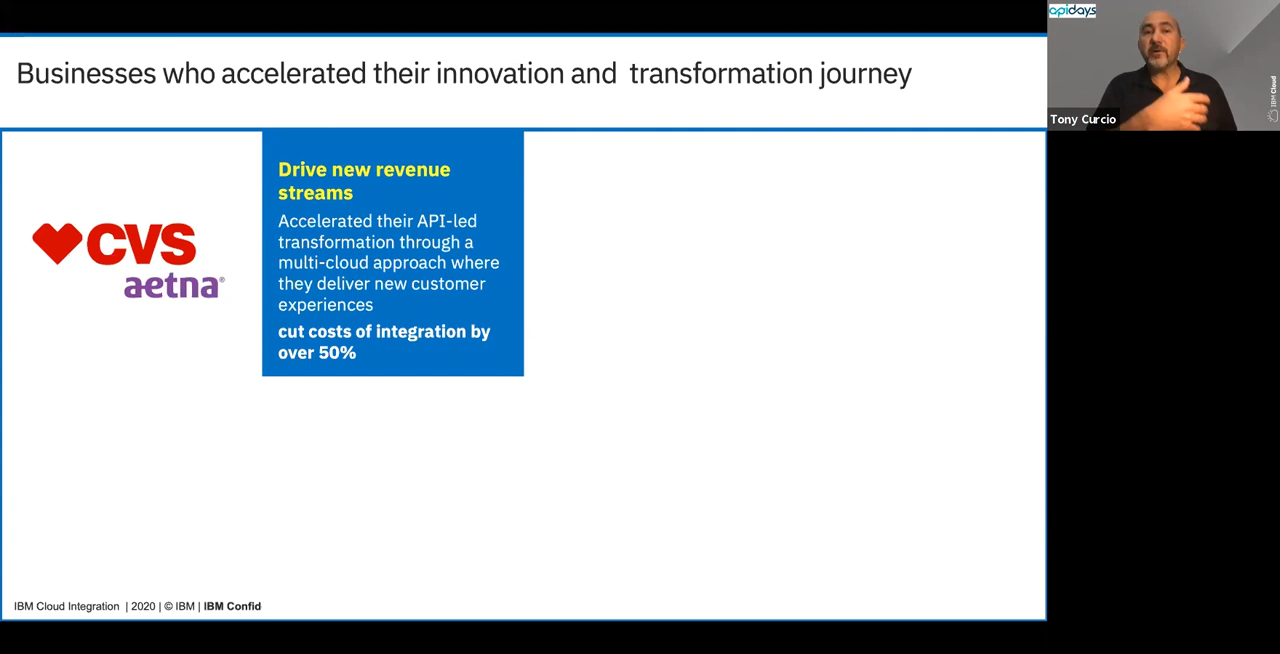 Businesses who accelerated their innovation and transformation journey
CVS
aetna®
Drive new revenue
streams
Accelerated their API-led
transformation through a
multi-cloud approach where
they deliver new customer
experiences
cut costs of integration by
over 50%
IBM Cloud Integration | 2020 | © IBM | IBM Confid
apidays
Tony Curcio
IBM Cloud